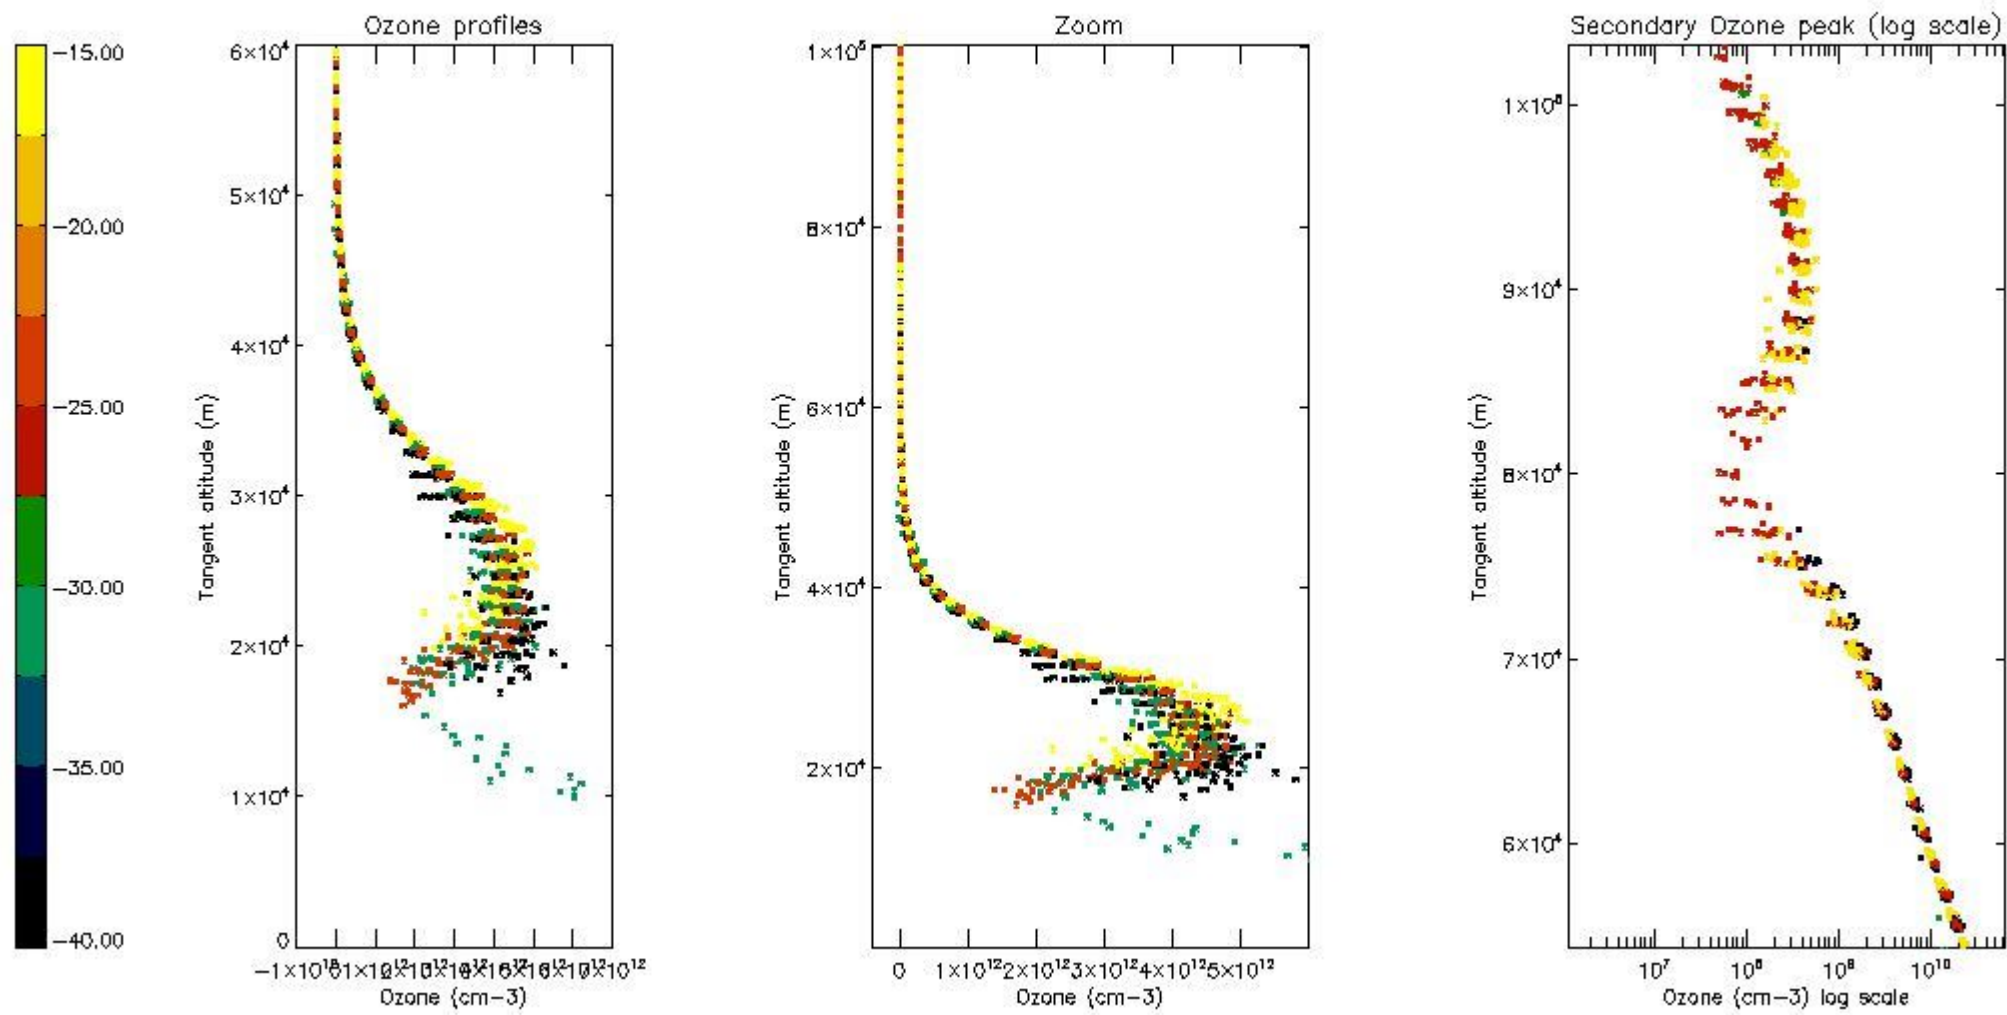 Ozone profiles
Zoom
Secondary Ozone peak (log scale)
−15.00
−20.00
−25.00
−30.00
−35.00
−40.00
6×10⁴
5×10⁴
4×10⁴
3×10⁴
2×10⁴
1×10⁴
0
Tangent altitude (m)
Ozone (cm−3)
1×10⁵
8×10⁴
6×10⁴
4×10⁴
2×10⁴
Tangent altitude (m)
0 1×10¹² 2×10¹² 3×10¹² 4×10¹² 5×10¹²
Ozone (cm−3)
9×10⁴
8×10⁴
7×10⁴
6×10⁴
Tangent altitude (m)
10⁷ 10⁸ 10⁹ 10¹⁰
Ozone (cm−3) log scale